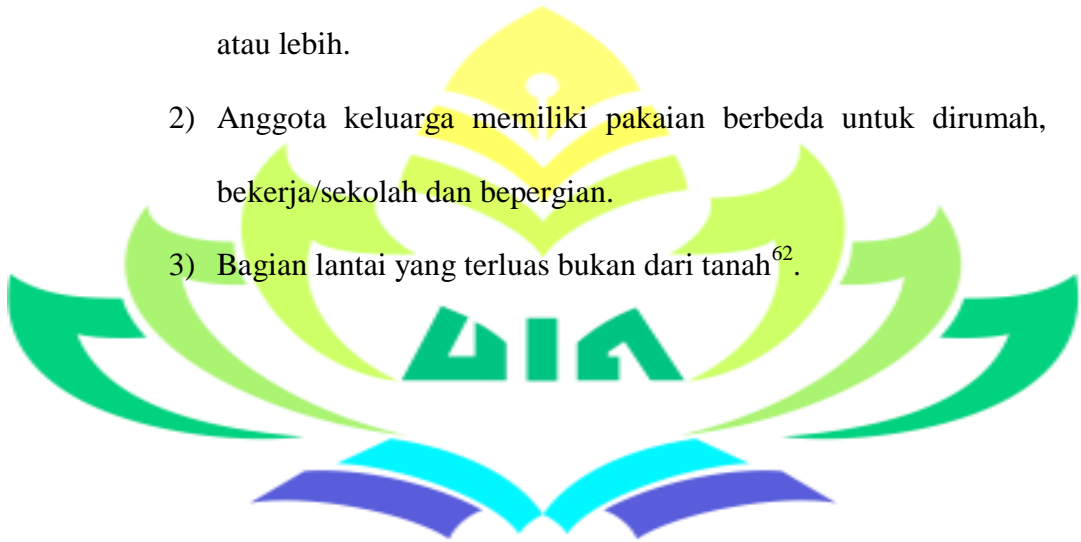 atau lebih.
2) Anggota keluarga memiliki pakaian berbeda untuk dirumah,
bekerja/sekolah dan bepergian.
3) Bagian lantai yang terluas bukan dari tanah62.
UIN